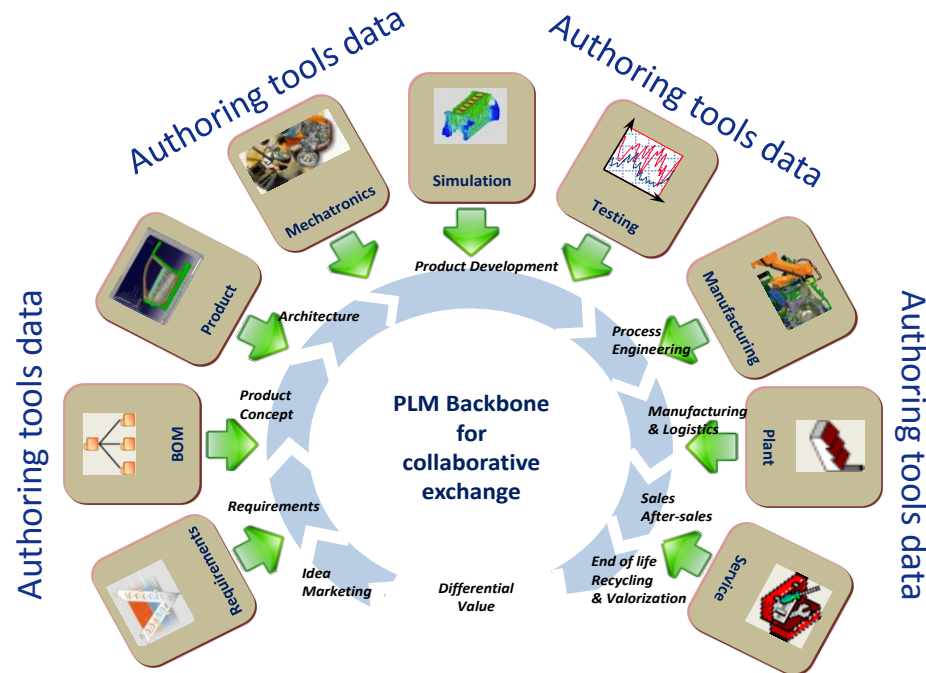 Authoring tools data
Authoring tools data
Authoring tools data
Authoring tools data
Requirements
BOM
Product
Mechatronics
Simulation
Testing
Manufacturing
Plant
Service
Idea
Marketing
Requirements
Product
Concept
Architecture
Product Development
Process
Engineering
Manufacturing
& Logistics
Sales
After-sales
End of life
Recycling
& Valorization
Differential
Value
PLM Backbone
for
collaborative
exchange